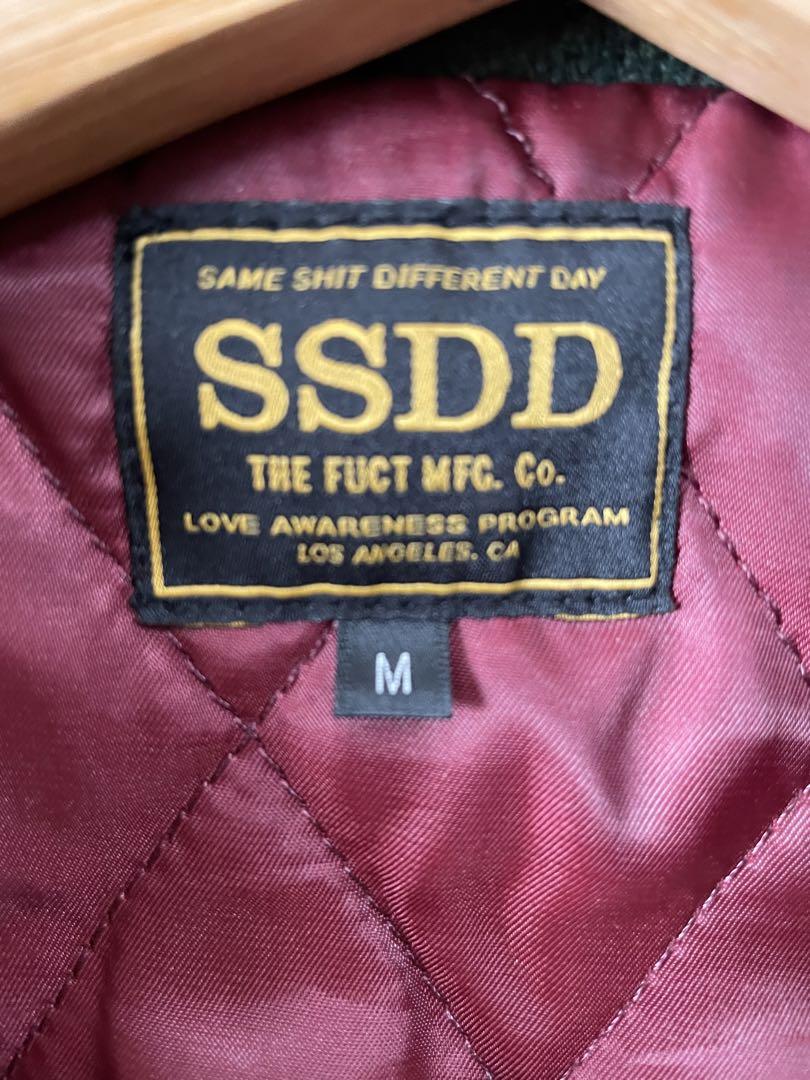 SAME SHIT DIFFERENT DAY
SSDD
THE FUCT MFG. Co.
LOVE AWARENESS PROGRAM
LOS ANGELES. CA
M